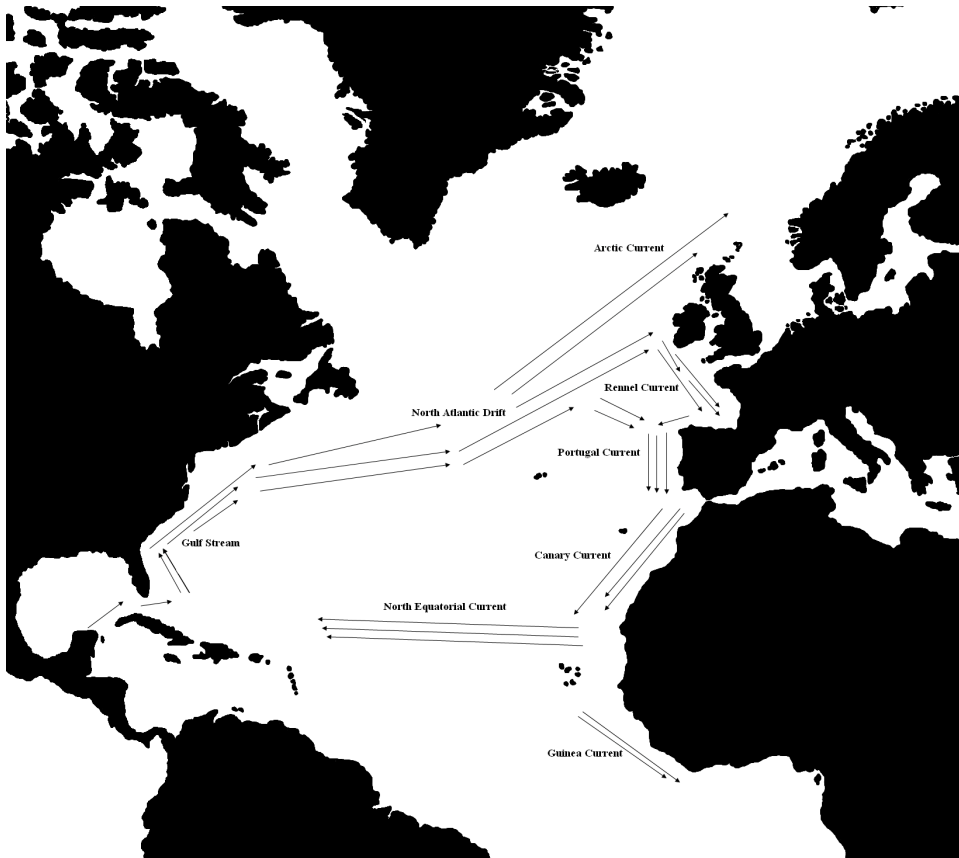 Arctic Current
Rennel Current
North Atlantic Drift
Portugal Current
Gulf Stream
Canary Current
North Equatorial Current
Guinea Current